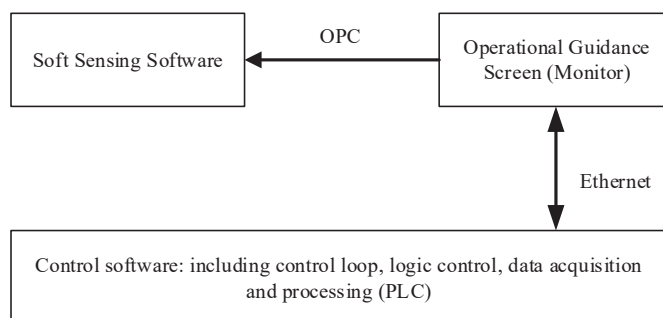 OPC
Soft Sensing Software
Operational Guidance
Screen (Monitor)
Ethernet
Control software: including control loop, logic control, data acquisition
and processing (PLC)